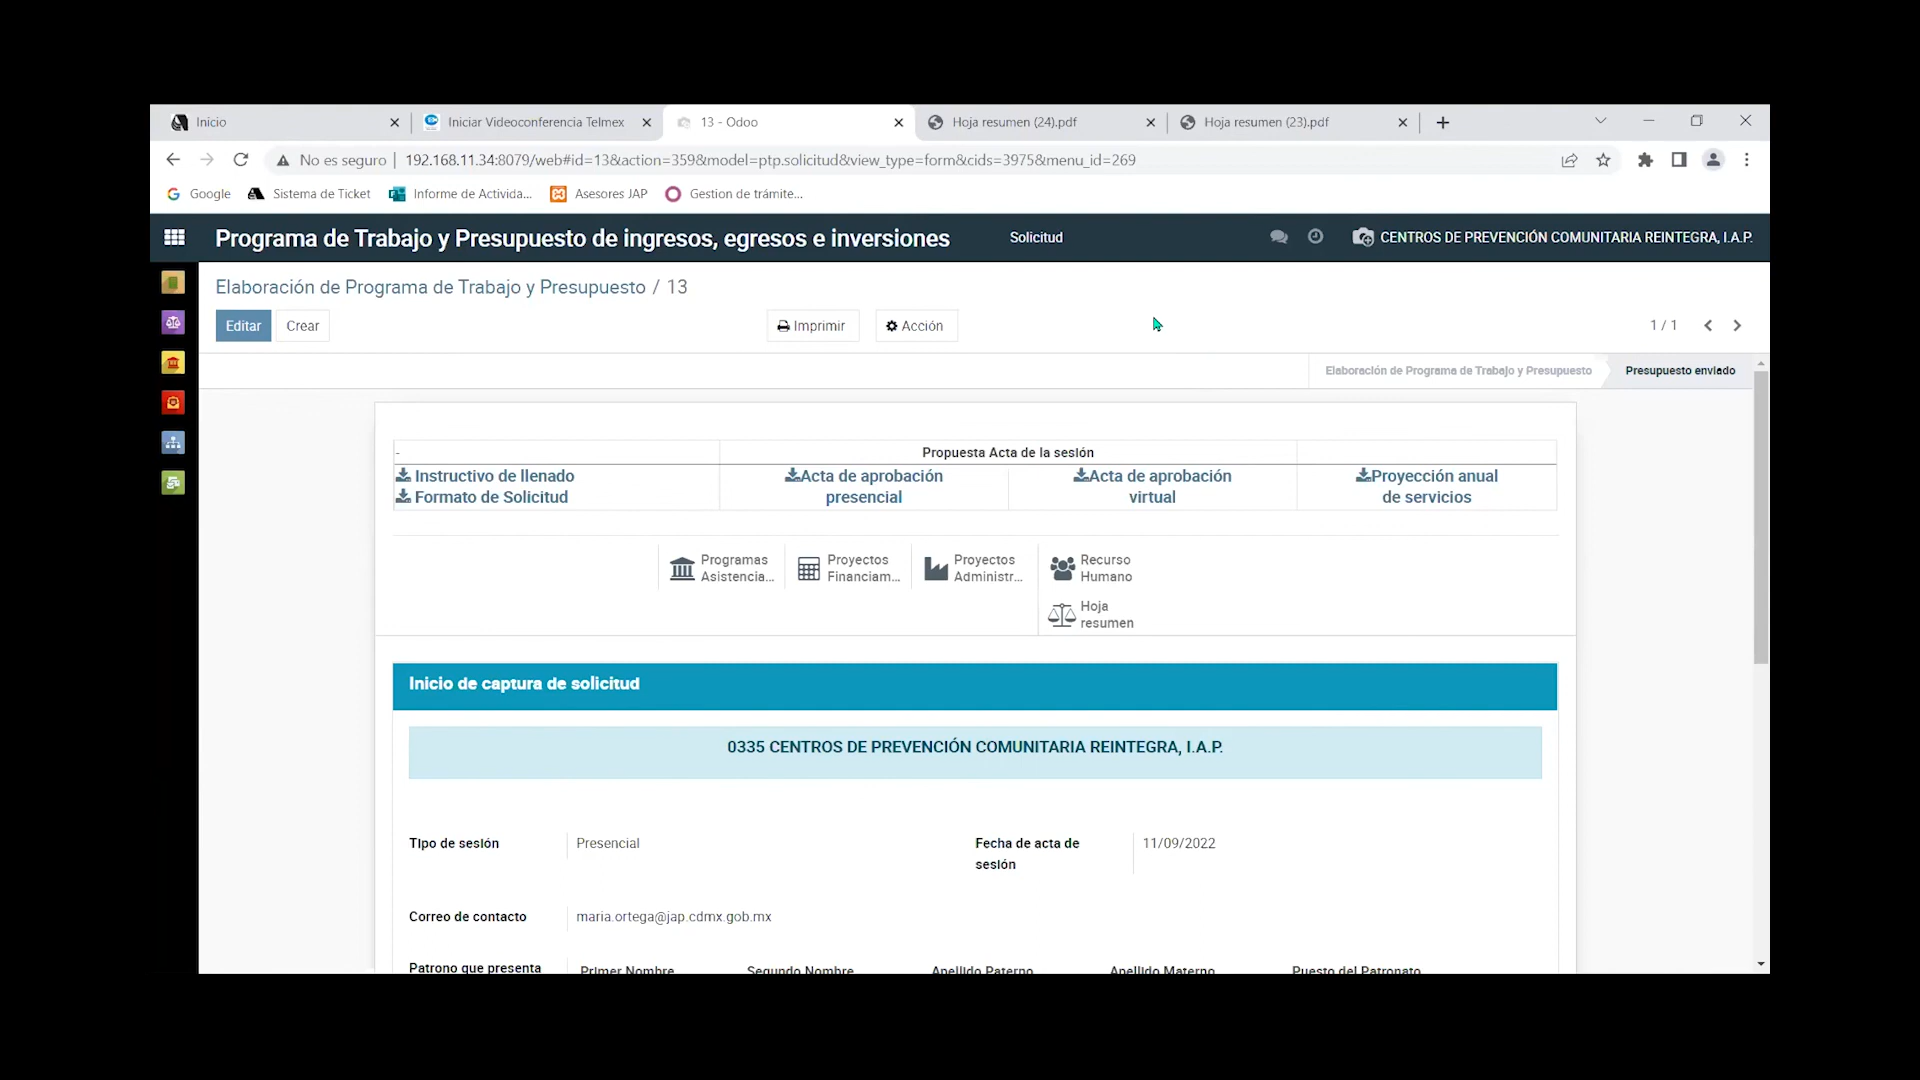 Inicio
Iniciar Videoconferencia Telmex
13 - Odoo
Hoja resumen (24).pdf
Hoja resumen (23).pdf
No es seguro
192.168.11.34:8079/web#id=13&action=359&model=ptp.solicitud&view_type=form&cids=3975&menu_id=269
Google
Sistema de Ticket
Informe de Activida...
Asesores JAP
Gestion de trámite...
Programa de Trabajo y Presupuesto de ingresos, egresos e inversiones
Solicitud
CENTROS DE PREVENCIÓN COMUNITARIA REINTEGRA, I.A.P.
Elaboración de Programa de Trabajo y Presupuesto / 13
Editar
Crear
Imprimir
Acción
1 / 1
Elaboración de Programa de Trabajo y Presupuesto
Presupuesto enviado
-
Propuesta Acta de la sesión
Instructivo de llenado
Formato de Solicitud
Acta de aprobación
presencial
Acta de aprobación
virtual
Proyección anual
de servicios
Programas
Asistencia...
Proyectos
Financiam...
Proyectos
Administr...
Recurso
Humano
Hoja
resumen
Inicio de captura de solicitud
0335 CENTROS DE PREVENCIÓN COMUNITARIA REINTEGRA, I.A.P.
Tipo de sesión
Presencial
Fecha de acta de
sesión
11/09/2022
Correo de contacto
maria.ortega@jap.cdmx.gob.mx
Patrono que presenta
Primer Nombre
Segundo Nombre
Apellido Paterno
Apellido Materno
Puesto del Patronato